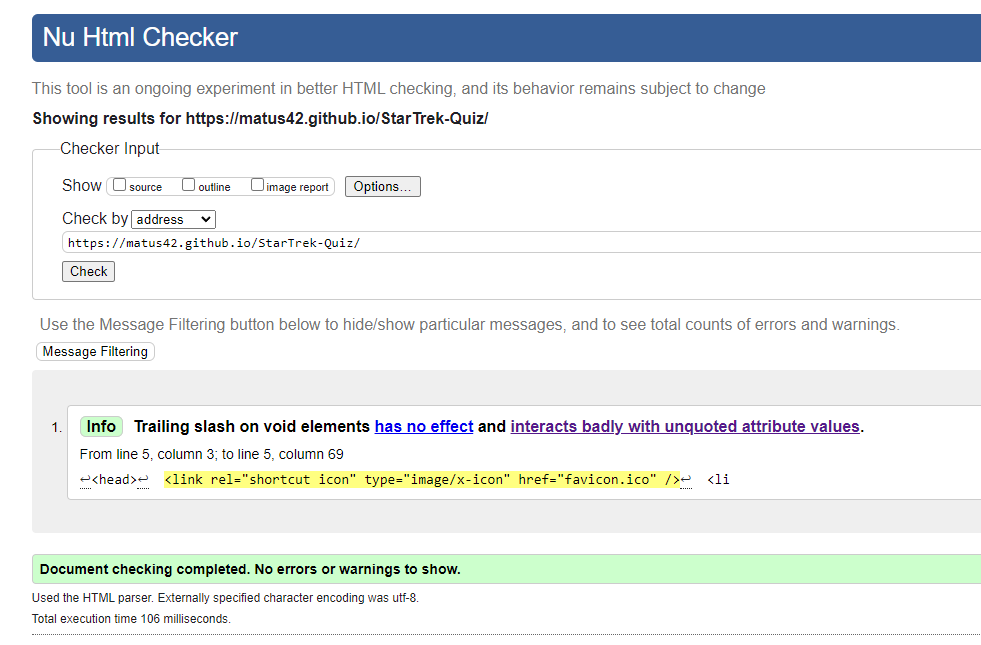 Nu Html Checker
This tool is an ongoing experiment in better HTML checking, and its behavior remains subject to change
Showing results for https://matus42.github.io/StarTrek-Quiz/
Checker Input
Show source outline image report Options...
Check by address
https://matus42.github.io/StarTrek-Quiz/
Check
Use the Message Filtering button below to hide/show particular messages, and to see total counts of errors and warnings.
Message Filtering
1. Info Trailing slash on void elements has no effect and interacts badly with unquoted attribute values.
From line 5, column 3; to line 5, column 69
↩<head>↩ <link rel="shortcut icon" type="image/x-icon" href="favicon.ico" />↩ <li
Document checking completed. No errors or warnings to show.
Used the HTML parser. Externally specified character encoding was utf-8.
Total execution time 106 milliseconds.